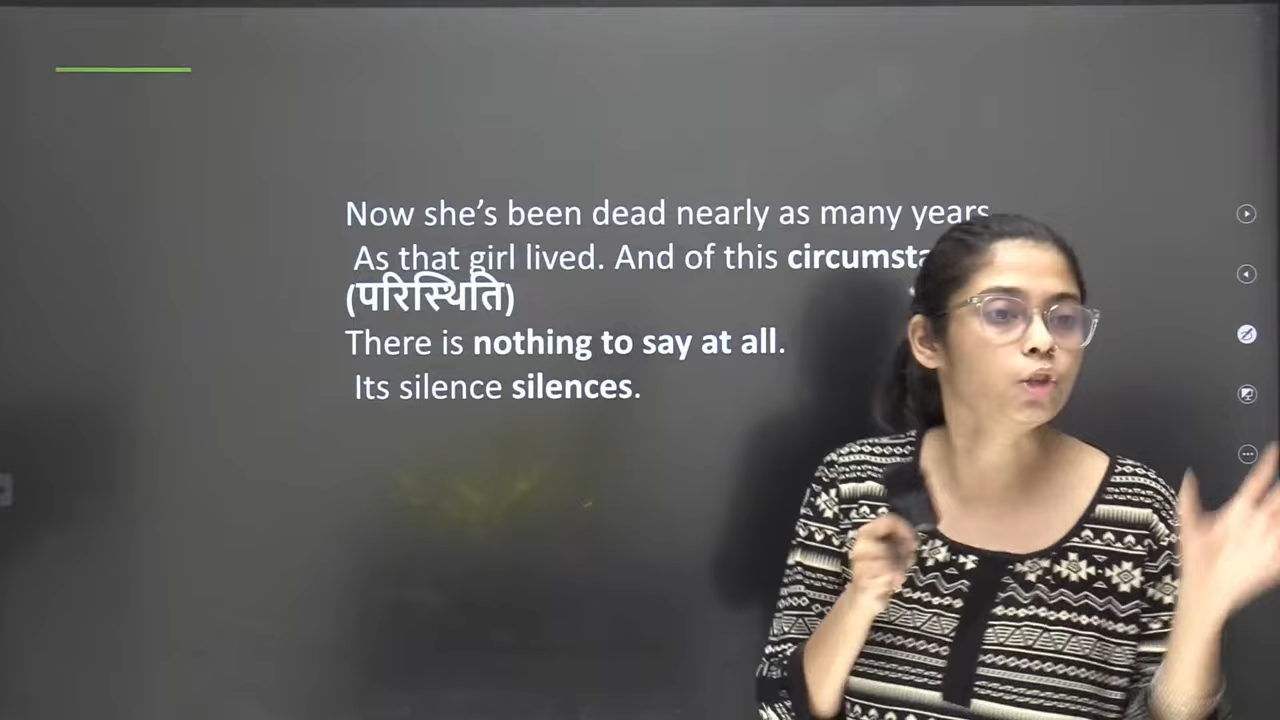 Now she’s been dead nearly as many years
As that girl lived. And of this
(परिस्थिति)
There is nothing to say at all.
Its silence silences.